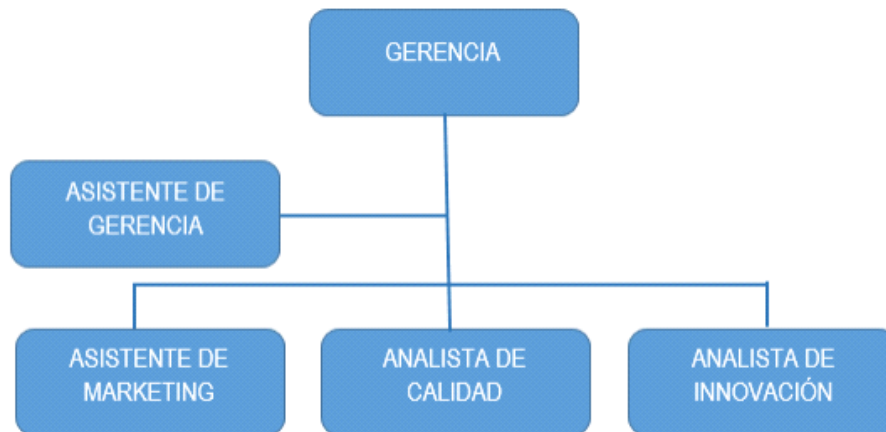 GERENCIA
ASISTENTE DE
GERENCIA
ASISTENTE DE
MARKETING
ANALISTA DE
CALIDAD
ANALISTA DE
INNOVACIÓN